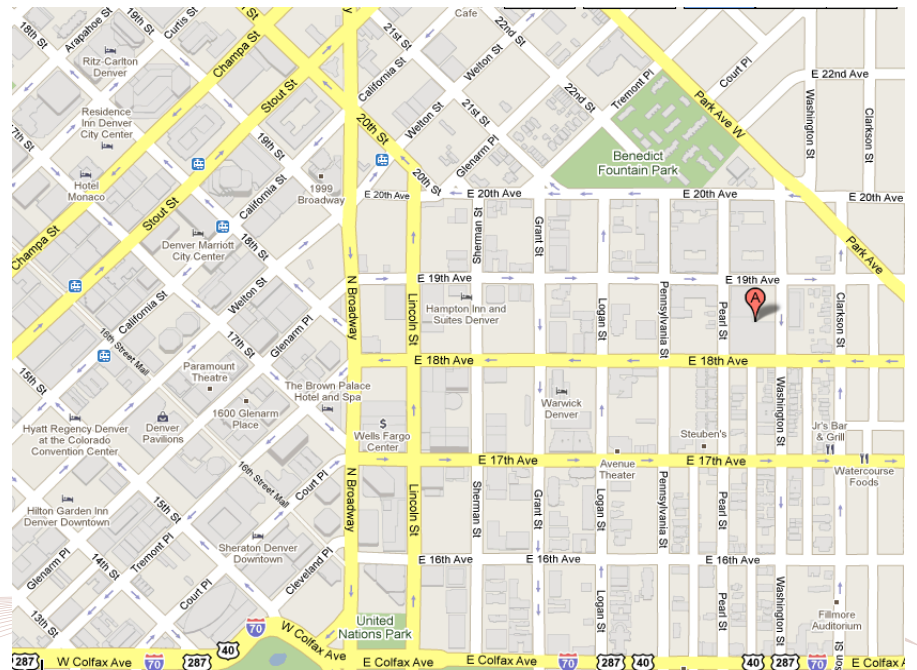 Cafe
18th St
Arapahoe St
19th St
Curtis St
Champa St
N Broadway
21st St
22nd St
Ritz-Carlton
Denver
Stout St
California St
Welton St
Tremont Pl
Court Pl
E 22nd Ave
Park Ave W
Residence
Inn Denver
City Center
17th St
19th St
20th St
Welton St
21st St
22nd St
Glenarm Pl
Washington St
Clarkson St
Benedict
Fountain Park
Hotel
Monaco
California St
1999
Broadway
20th St
E 20th Ave
E 20th Ave
E 20th Ave
E 20th Ave
Stout St
Champa St
Denver Marriott
City Center
18th St
Sherman St
Grant St
Park Ave
Welton St
N Broadway
E 19th Ave
E 19th Ave
A
California St
16th Street Mall
17th St
Glenarm Pl
Lincoln St
Hampton Inn and
Suites Denver
Logan St
Pennsylvania St
Pearl St
Clarkson St
15th St
Paramount
Theatre
E 18th Ave
E 18th Ave
The Brown Palace
Hotel and Spa
Washington St
Hyatt Regency Denver
at the Colorado
Convention Center
Denver
Pavilions
1600 Glenarm
Place
$
Wells Fargo
Center
Warwick
Denver
Steuben's
Jr's Bar
& Grill
16th Street Mall
Court Pl
E 17th Ave
E 17th Ave
Avenue
Theater
Watercourse
Foods
Hilton Garden Inn
Denver Downtown
15th St
N Broadway
Lincoln St
Sherman St
Grant St
Logan St
Pennsylvania St
Pearl St
Sheraton Denver
Downtown
Glenarm Pl
14th St
Tremont Pl
Cleveland Pl
E 16th Ave
E 16th Ave
E 16th Ave
13th St
Court Pl
Logan St
Pearl St
Washington St
United
Nations Park
Fillmore
Auditorium
70
40
W Colfax Ave
287
W Colfax Ave
70
287
E Colfax Ave
E Colfax Ave
70
287
40
40
287
70
E Colfax A